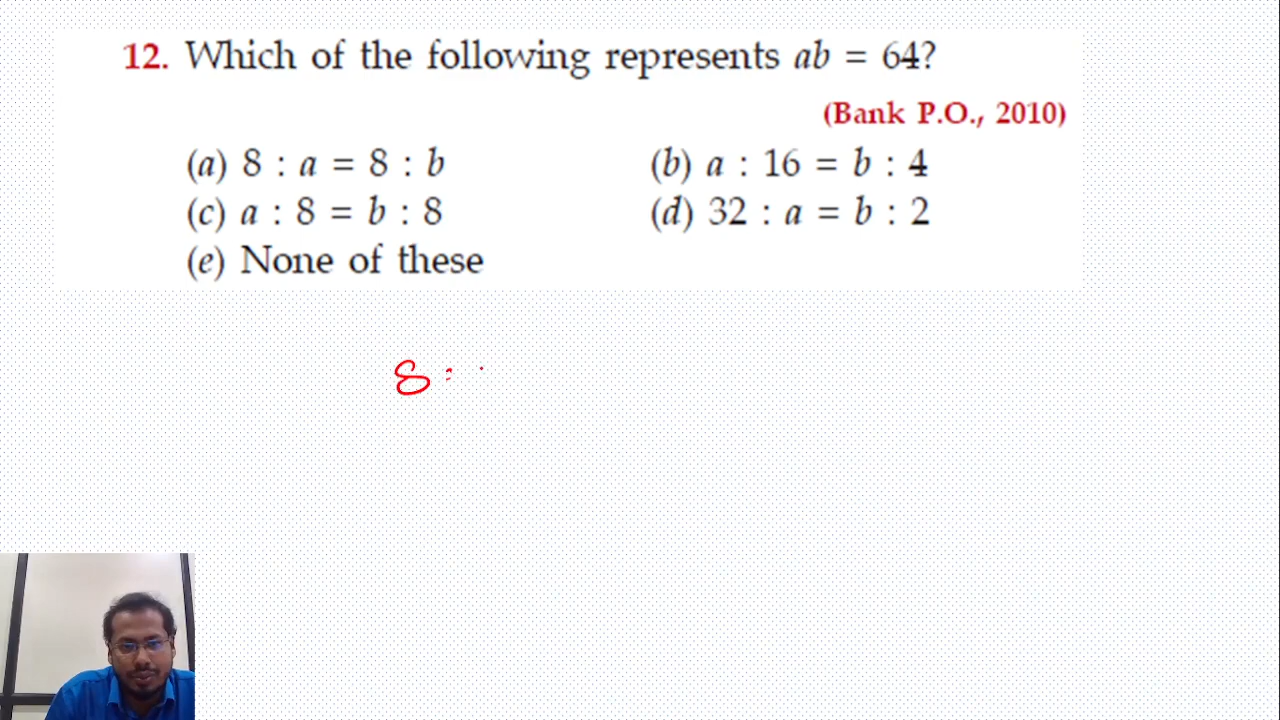 12. Which of the following represents ab = 64?
(Bank P.O., 2010)
(a) 8 : a = 8 : b (b) a : 16 = b : 4
(c) a : 8 = b : 8 (d) 32 : a = b : 2
(e) None of these
8 :